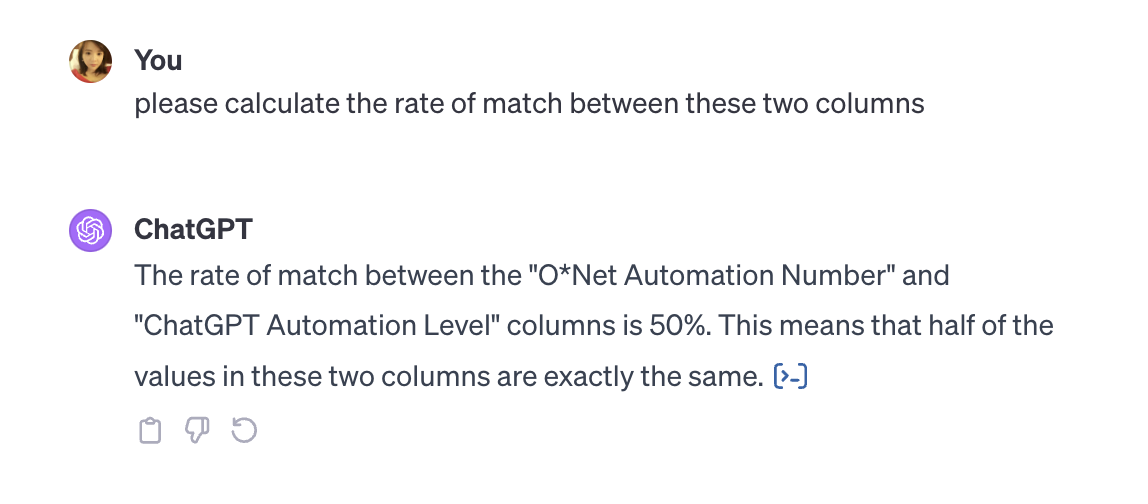 You
please calculate the rate of match between these two columns
ChatGPT
The rate of match between the "O*Net Automation Number" and
"ChatGPT Automation Level" columns is 50%. This means that half of the
values in these two columns are exactly the same. [>-]